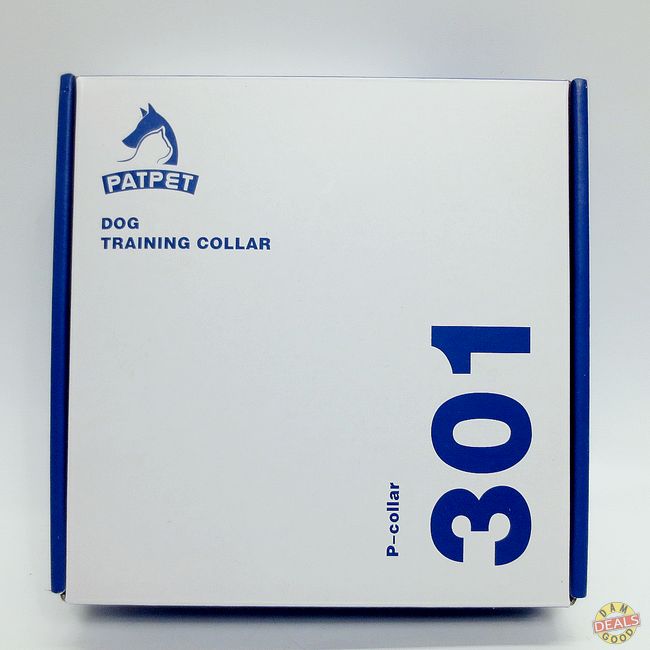 PATPET
DOG
TRAINING COLLAR
P-collar
301
DAM
DEALS
GOOD